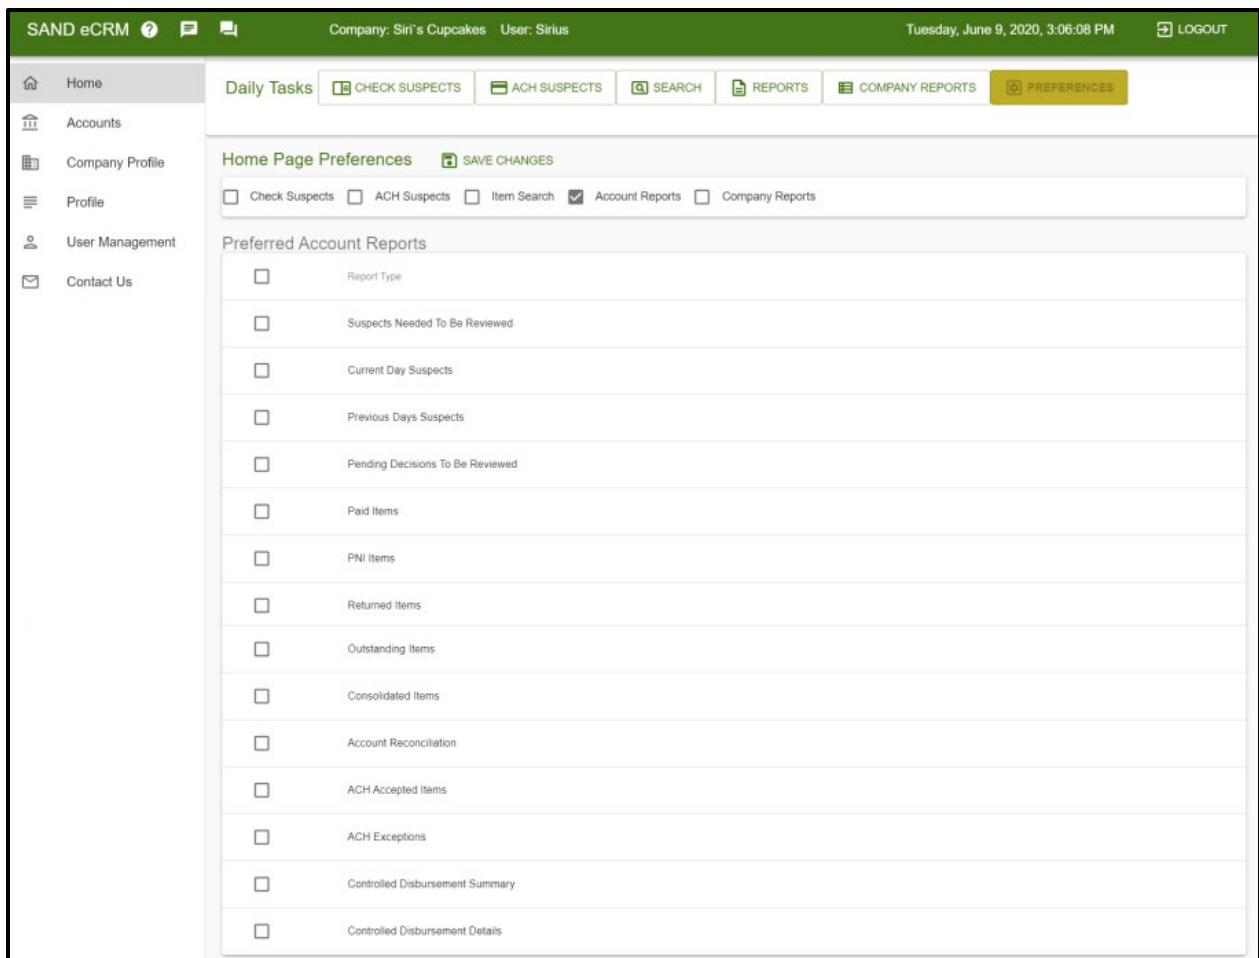 SAND eCRM Company: Siri`s Cupcakes User: Sirius Tuesday, June 9, 2020, 3:06:08 PM LOGOUT
Home
Accounts
Company Profile
Profile
User Management
Contact Us
Daily Tasks CHECK SUSPECTS ACH SUSPECTS SEARCH REPORTS COMPANY REPORTS PREFERENCES
Home Page Preferences SAVE CHANGES
Check Suspects ACH Suspects Item Search Account Reports Company Reports
Preferred Account Reports
Report Type
Suspects Needed To Be Reviewed
Current Day Suspects
Previous Days Suspects
Pending Decisions To Be Reviewed
Paid Items
PNI Items
Returned Items
Outstanding Items
Consolidated Items
Account Reconciliation
ACH Accepted Items
ACH Exceptions
Controlled Disbursement Summary
Controlled Disbursement Details